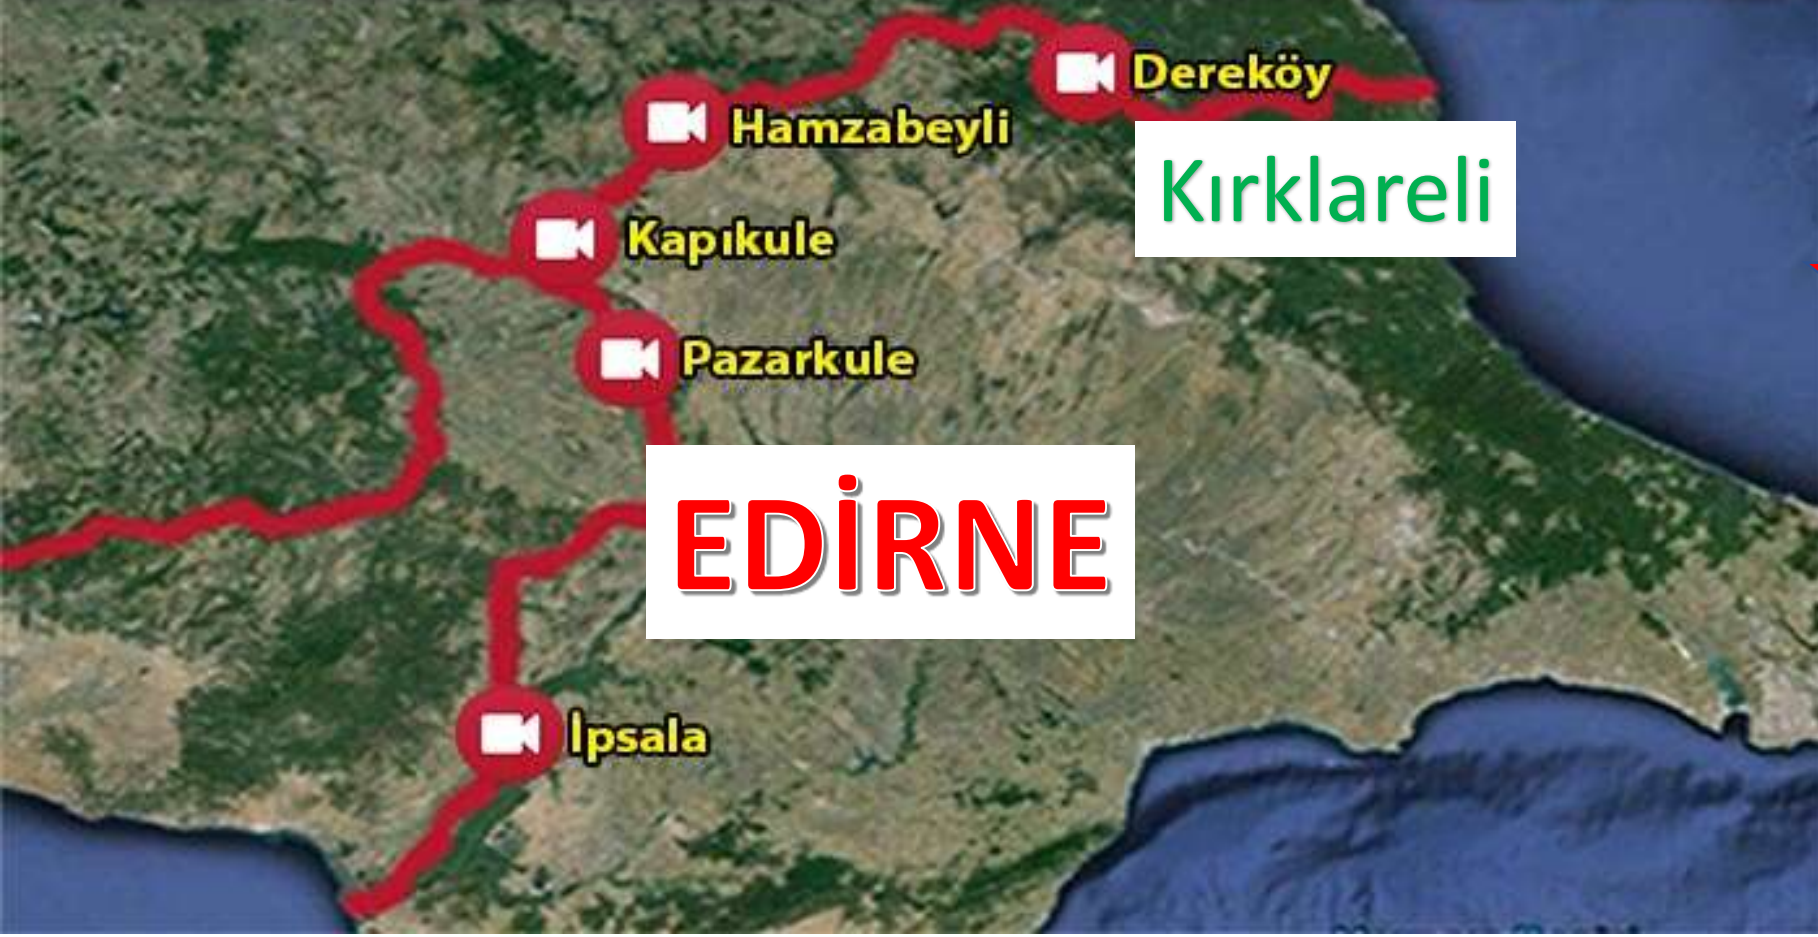 Dereköy
Hamzabeyli
Kırklareli
Kapıkule
Pazarkule
EDİRNE
İpsala